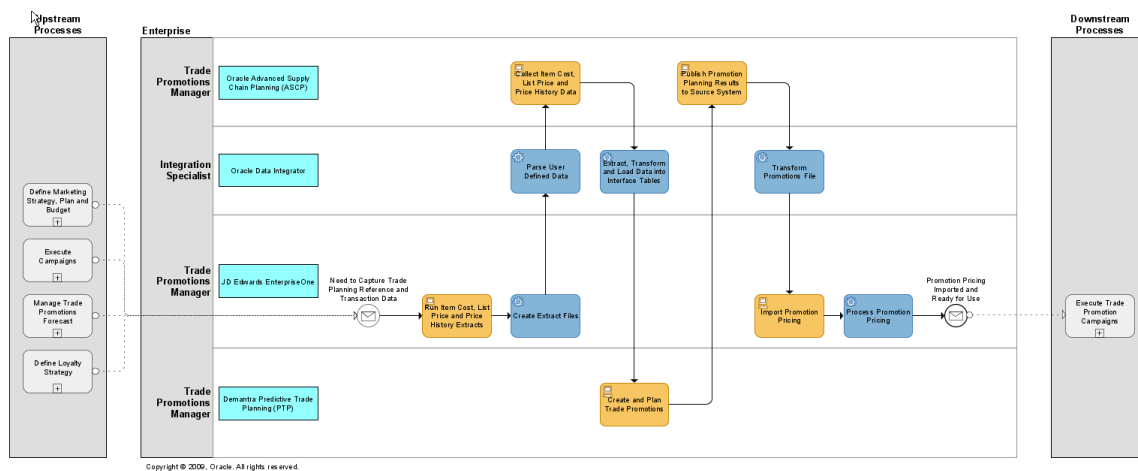 Upstream
Processes
Enterprise
Downstream
Processes
Trade
Promotions
Manager
Oracle Advanced Supply
Chain Planning (ASCP)
Collect Item Cost,
List Price and
Price History Data
Publish Promotion
Planning Results
to Source System
Integration
Specialist
Oracle Data Integrator
Parse User
Defined Data
Extract, Transform
and Load Data into
Interface Tables
Transform
Promotions File
Define Marketing
Strategy, Plan and
Budget
Execute
Campaigns
Manage Trade
Promotions
Forecast
Define Loyalty
Strategy
Trade
Promotions
Manager
JD Edwards EnterpriseOne
Need to Capture Trade
Planning Reference and
Transaction Data
Run Item Cost, List
Price and Price
History Extracts
Create Extract Files
Import Promotion
Pricing
Process Promotion
Pricing
Promotion Pricing
Imported and
Ready for Use
Execute Trade
Promotion
Campaigns
Trade
Promotions
Manager
Demantra Predictive Trade
Planning (PTP)
Create and Plan
Trade Promotions
Copyright © 2009, Oracle. All rights reserved.